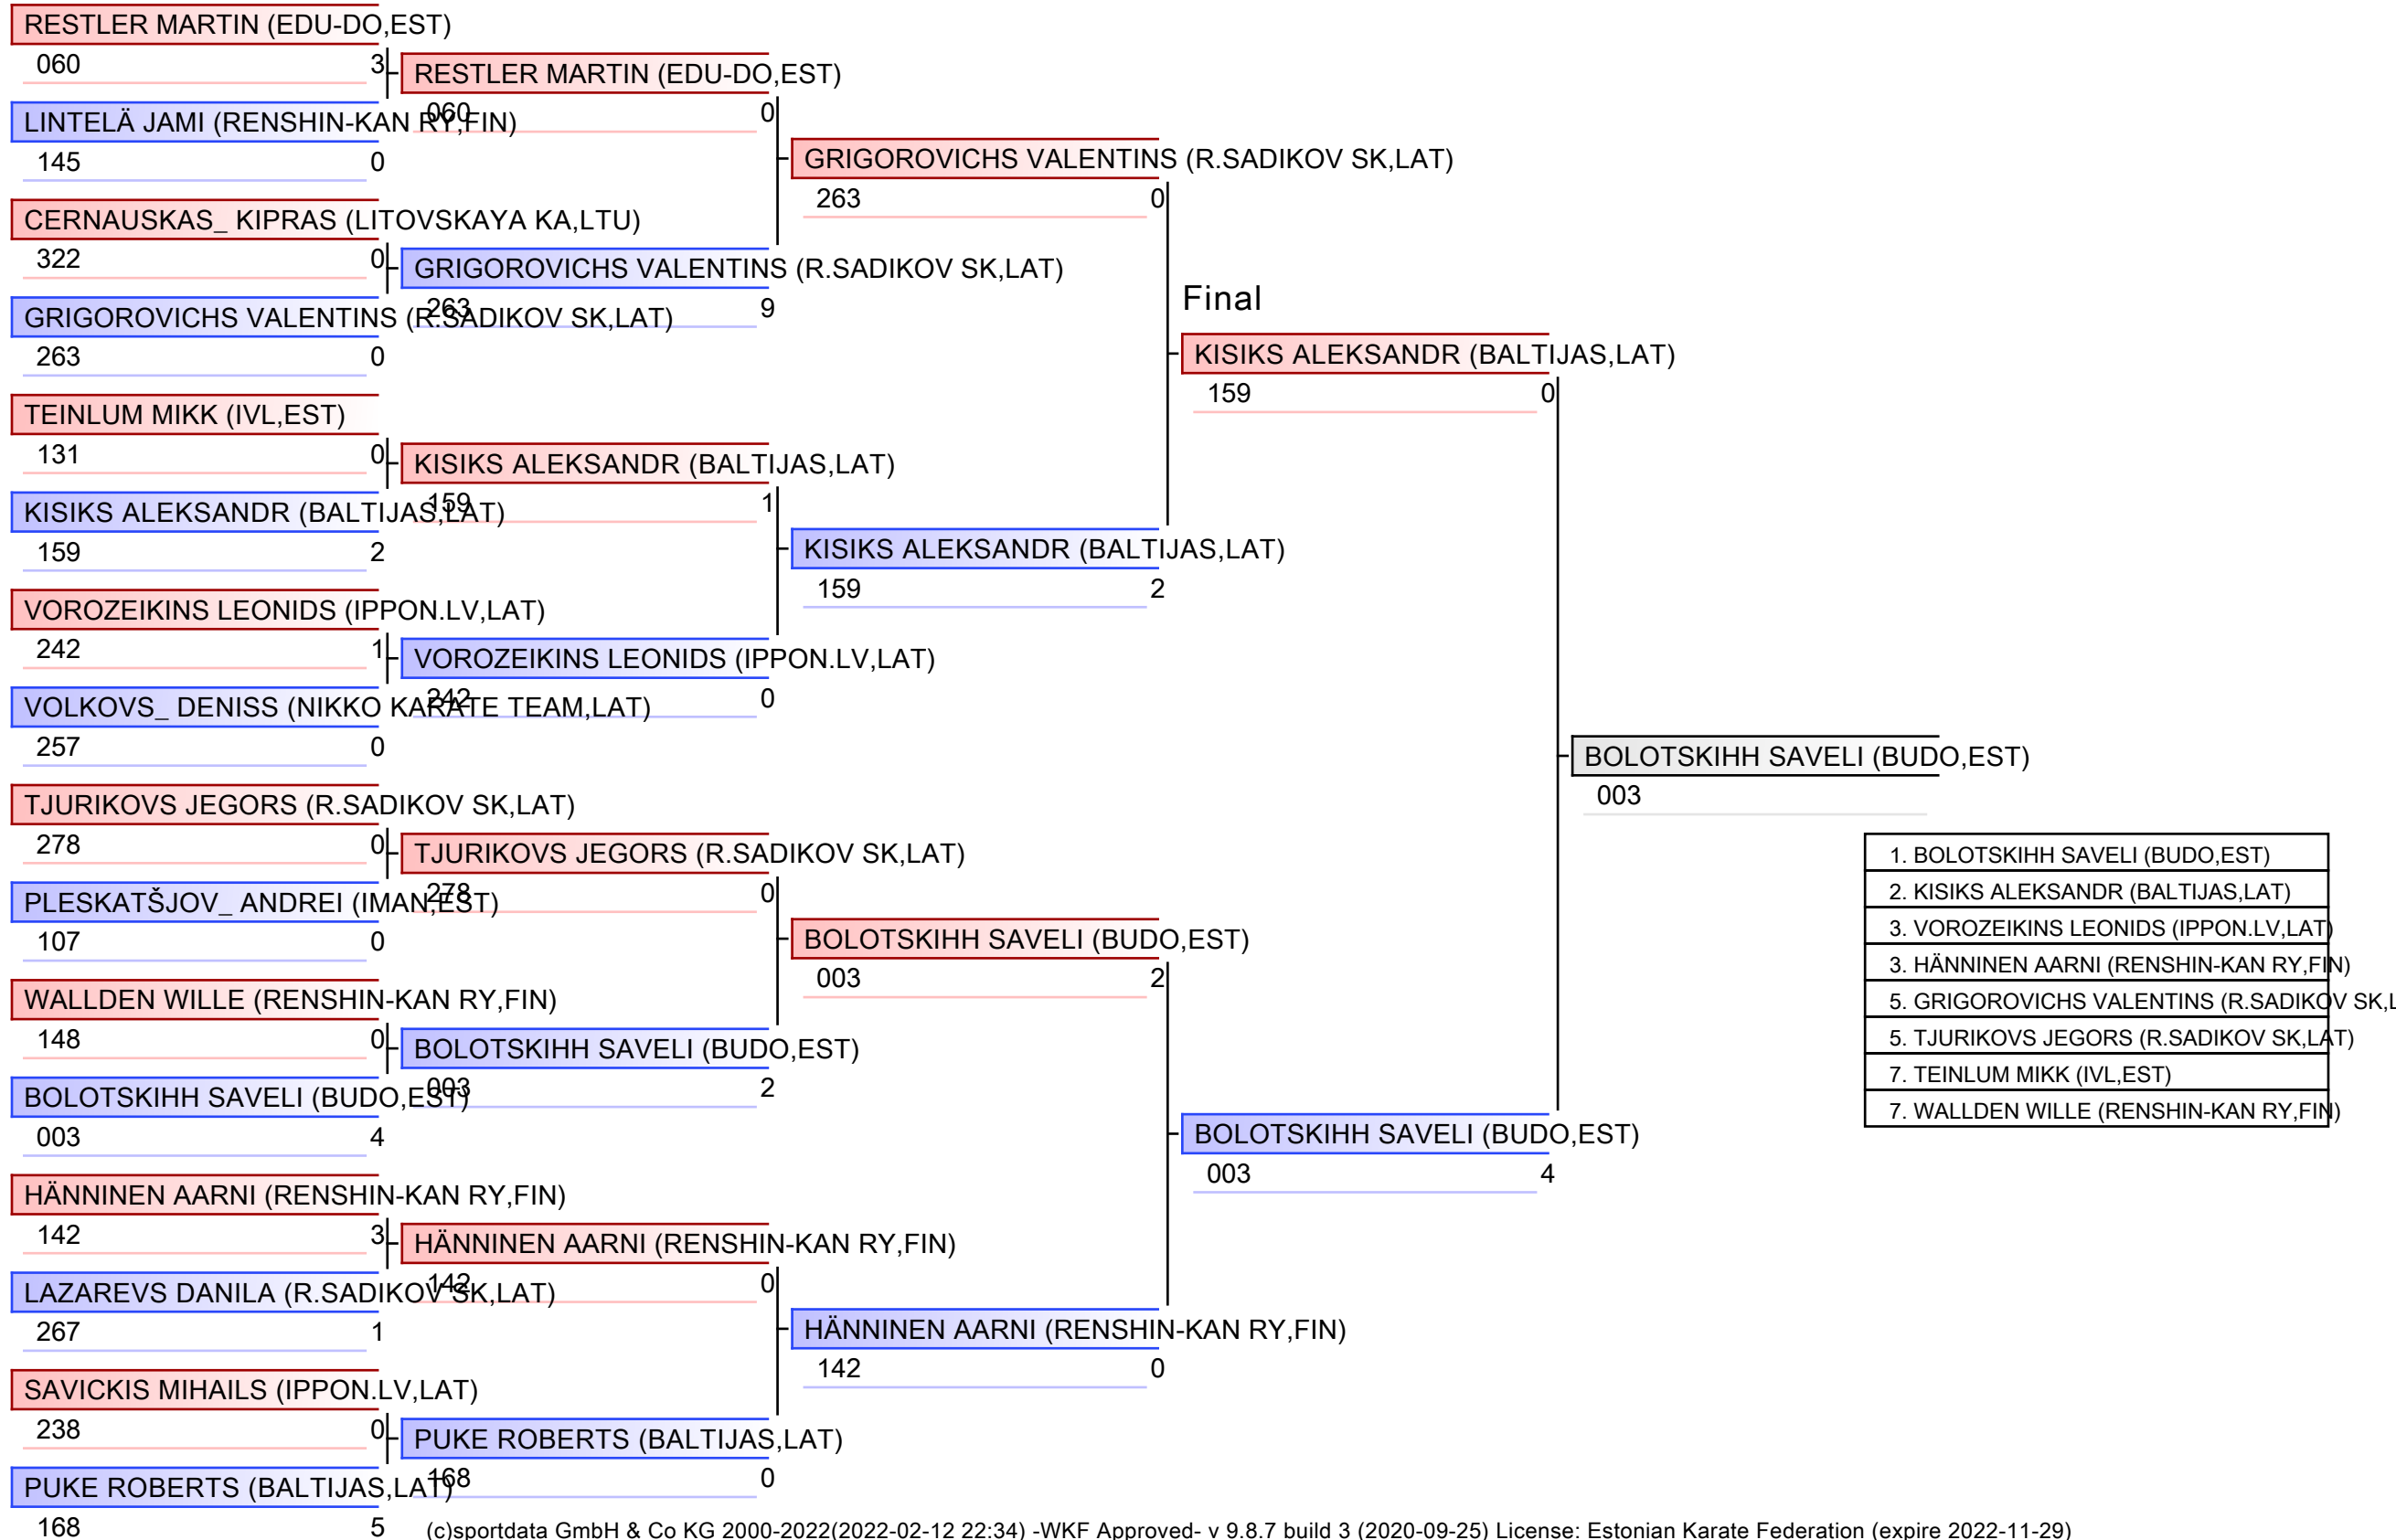 RESTLER MARTIN (EDU-DO,EST)
060 3
LINTELÄ JAMI (RENSHIN-KAN RY,FIN)
145 0
CERNAUSKAS_ KIPRAS (LITOVSKAYA KA,LTU)
322 0
GRIGOROVICHS VALENTINS (R.SADIKOV SK,LAT)
263 0
TEINLUM MIKK (IVL,EST)
131 0
KISIKS ALEKSANDR (BALTIJAS,LAT)
159 2
VOROZEIKINS LEONIDS (IPPON.LV,LAT)
242 1
VOLKOVS_ DENISS (NIKKO KARATE TEAM,LAT)
257 0
TJURIKOVS JEGORS (R.SADIKOV SK,LAT)
278 0
PLESKATŠJOV_ ANDREI (IMAN,EST)
107 0
WALLDEN WILLE (RENSHIN-KAN RY,FIN)
148 0
BOLOTSKIHH SAVELI (BUDO,EST)
003 4
HÄNNINEN AARNI (RENSHIN-KAN RY,FIN)
142 3
LAZAREVS DANILA (R.SADIKOV SK,LAT)
267 1
SAVICKIS MIHAILS (IPPON.LV,LAT)
238 0
PUKE ROBERTS (BALTIJAS,LAT)
168 5
RESTLER MARTIN (EDU-DO,EST)
060 0
GRIGOROVICHS VALENTINS (R.SADIKOV SK,LAT)
263 9
KISIKS ALEKSANDR (BALTIJAS,LAT)
159 1
VOROZEIKINS LEONIDS (IPPON.LV,LAT)
242 0
TJURIKOVS JEGORS (R.SADIKOV SK,LAT)
278 0
BOLOTSKIHH SAVELI (BUDO,EST)
003 2
HÄNNINEN AARNI (RENSHIN-KAN RY,FIN)
142 0
PUKE ROBERTS (BALTIJAS,LAT)
168 0
GRIGOROVICHS VALENTINS (R.SADIKOV SK,LAT)
263 0
KISIKS ALEKSANDR (BALTIJAS,LAT)
159 2
BOLOTSKIHH SAVELI (BUDO,EST)
003 2
HÄNNINEN AARNI (RENSHIN-KAN RY,FIN)
142 0
Final
KISIKS ALEKSANDR (BALTIJAS,LAT)
159 0
BOLOTSKIHH SAVELI (BUDO,EST)
003 4
BOLOTSKIHH SAVELI (BUDO,EST)
003
1. BOLOTSKIHH SAVELI (BUDO,EST)
2. KISIKS ALEKSANDR (BALTIJAS,LAT)
3. VOROZEIKINS LEONIDS (IPPON.LV,LAT)
3. HÄNNINEN AARNI (RENSHIN-KAN RY,FIN)
5. GRIGOROVICHS VALENTINS (R.SADIKOV SK,L
5. TJURIKOVS JEGORS (R.SADIKOV SK,LAT)
7. TEINLUM MIKK (IVL,EST)
7. WALLDEN WILLE (RENSHIN-KAN RY,FIN)
(c)sportdata GmbH & Co KG 2000-2022(2022-02-12 22:34) -WKF Approved- v 9.8.7 build 3 (2020-09-25) License: Estonian Karate Federation (expire 2022-11-29)